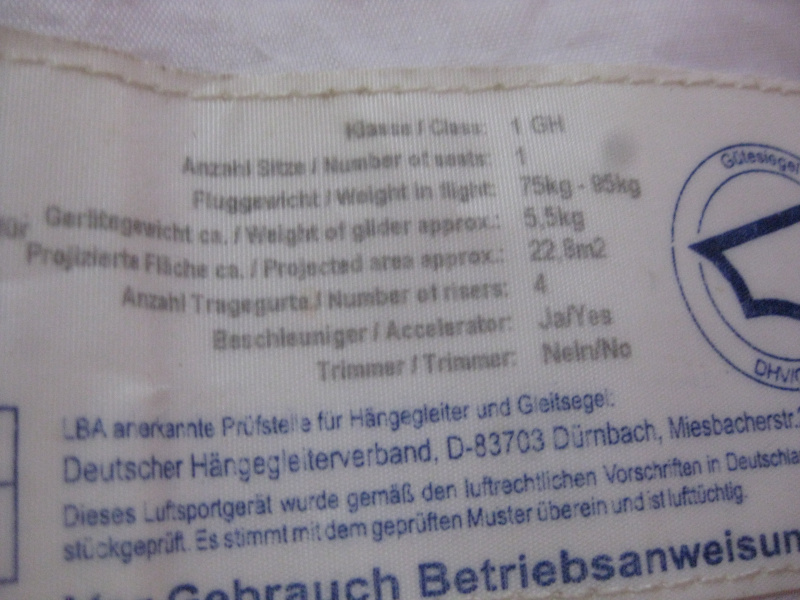 Klasse / Class: 1 GH
Anzahl Sitze / Number of seats: 1
Fluggewicht / Weight in flight: 75kg - 95kg
für Gerätegewicht ca. / Weight of glider approx.: 5,5kg
Projizierte Fläche ca. / Projected area approx.: 22,8m2
Anzahl Tragegurte / Number of risers: 4
Beschleuniger / Accelerator: Ja/Yes
Trimmer / Trimmer: Nein/No
Gütesiegel
DHV/
LBA anerkannte Prüfstelle für Hängegleiter und Gleitsegel:
Deutscher Hängegleiterverband, D-83703 Dürnbach, Miesbacherstr.
Dieses Luftsportgerät wurde gemäß den luftrechtlichen Vorschriften in Deutschla
stückgeprüft. Es stimmt mit dem geprüften Muster überein und ist lufttüchtig.
Vor Gebrauch Betriebsanweisun